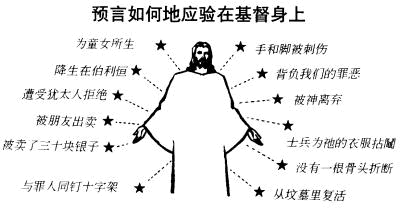 预言如何地应验在基督身上
为童女所生
降生在伯利恒
遭受犹太人拒绝
被朋友出卖
被卖了三十块银子
与罪人同钉十字架
手和脚被刺伤
背负我们的罪恶
被神离弃
士兵为祂的衣服拈鬮
没有一根骨头折断
从坟墓里复活